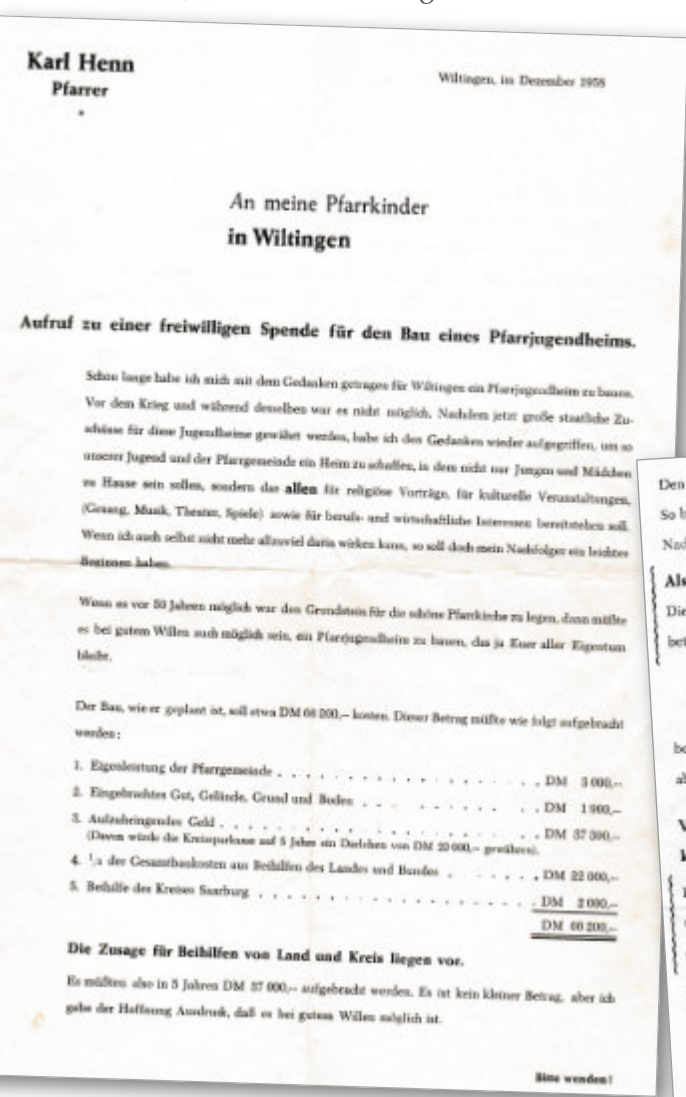 Karl Henn
Pfarrer
Wiltingen, im Dezember 1958
An meine Pfarrkinder
in Wiltingen
Aufruf zu einer freiwilligen Spende für den Bau eines Pfarrjugendheims.
Schon lange habe ich mich mit dem Gedanken getragen für Wiltingen ein Pfarrjugendheim zu bauen.
Vor dem Krieg und während desselben war es nicht möglich. Nachdem jetzt große staatliche Zu-
schüsse für diese Jugendheime gewährt werden, habe ich den Gedanken wieder aufgegriffen, um so
unserer Jugend und der Pfarrgemeinde ein Heim zu schaffen, in dem nicht nur Jungen und Mädchen
zu Hause sein sollen, sondern das allen für religiöse Vorträge, für kulturelle Veranstaltungen,
(Gesang, Musik, Theater, Spiele) sowie für berufs- und wirtschaftliche Interessen bereitstehen soll.
Wenn ich auch selbst nicht mehr allzuviel darin wirken kann, so soll doch mein Nachfolger ein leichtes
Beginnen haben.
Wenn es vor 50 Jahren möglich war den Grundstein für die schöne Pfarrkirche zu legen, dann müßte
es bei gutem Willen auch möglich sein, ein Pfarrjugendheim zu bauen, das ja Euer aller Eigentum
bleibt.
Der Bau, wie er geplant ist, soll etwa DM 66 200,– kosten. Dieser Betrag müßte wie folgt aufgebracht
werden:
1. Eigenleistung der Pfarrgemeinde . . . . . . . . . . . . . . . . . . DM 3 000,–
2. Eingebrachtes Gut, Gelände, Grund und Boden . . . . . . . . . . DM 1 900,–
3. Aufzubringendes Geld . . . . . . . . . . . . . . . . . . . . DM 37 300,–
(Davon würde die Kreissparkasse auf 5 Jahre ein Darlehen von DM 20 000,– gewähren).
4. ¹/₃ der Gesamtbaukosten aus Beihilfen des Landes und Bundes . . . . . . DM 22 000,–
5. Beihilfe des Kreises Saarburg . . . . . . . . . . . . . . . . . . DM 2 000,–
DM 66 200,–
Die Zusage für Beihilfen von Land und Kreis liegen vor.
Es müßten also in 5 Jahren DM 37 000,– aufgebracht werden. Es ist kein kleiner Betrag, aber ich
gebe der Hoffnung Ausdruck, daß es bei gutem Willen möglich ist.
Bitte wenden!
Den
So
Als
Die